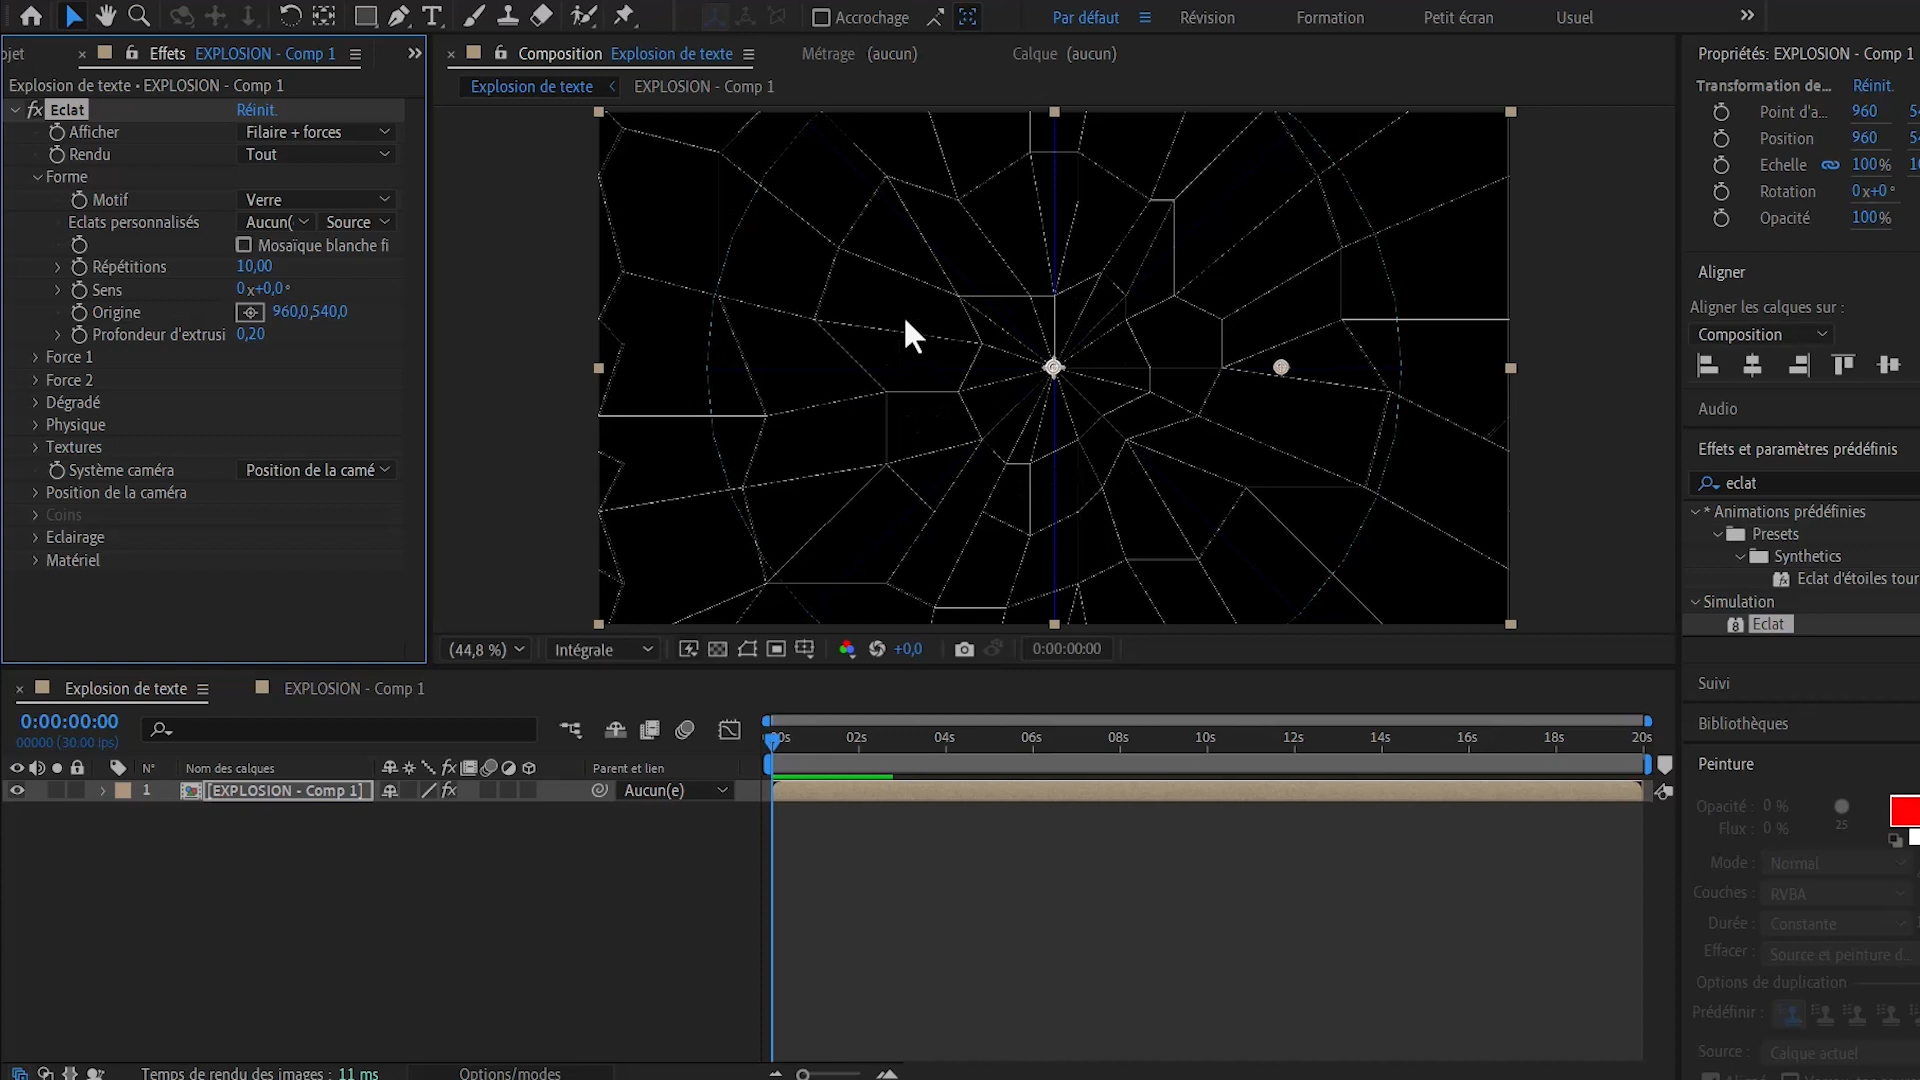 Accrochage
Par défaut
Révision
Formation
Petit écran
Usuel
ojet
Effets EXPLOSION - Comp 1
Composition Explosion de texte
Métrage (aucun)
Calque (aucun)
Propriétés: EXPLOSION - Comp 1
Explosion de texte • EXPLOSION - Comp 1
Explosion de texte
EXPLOSION - Comp 1
Transformation de...
Réinit.
fx Eclat
Réinit.
Afficher
Filaire + forces
Rendu
Tout
Forme
Motif
Verre
Eclats personnalisés
Aucun(
Source
Mosaïque blanche fi
Répétitions
10,00
Sens
0x+0,0°
Origine
960,0,540,0
Profondeur d'extrusi
0,20
Force 1
Force 2
Dégradé
Physique
Textures
Système caméra
Position de la camé
Position de la caméra
Coins
Eclairage
Matériel
Point d'a...
960
54
Position
960
54
Echelle
100%
10
Rotation
0x+0°
Opacité
100%
Aligner
Aligner les calques sur :
Composition
Audio
Effets et paramètres prédéfinis
eclat
* Animations prédéfinies
Presets
Synthetics
Eclat d'étoiles tour
Simulation
8 Eclat
(44,8 %)
Intégrale
+0,0
0:00:00:00
Suivi
Bibliothèques
Peinture
Opacité : 0 %
Flux : 0 %
25
Mode :
Normal
Couches :
RVBA
Durée :
Constante
Effacer :
Source et peinture d...
Options de duplication
Prédéfinir :
Source :
Calque actuel
Explosion de texte
EXPLOSION - Comp 1
0:00:00:00
00000 (30.00 ips)
00s
02s
04s
06s
08s
10s
12s
14s
16s
18s
20s
N°
Nom des calques
fx
Parent et lien
1
[EXPLOSION - Comp 1]
fx
Aucun(e)
Temps de rendu des images : 11 ms
Options/modes